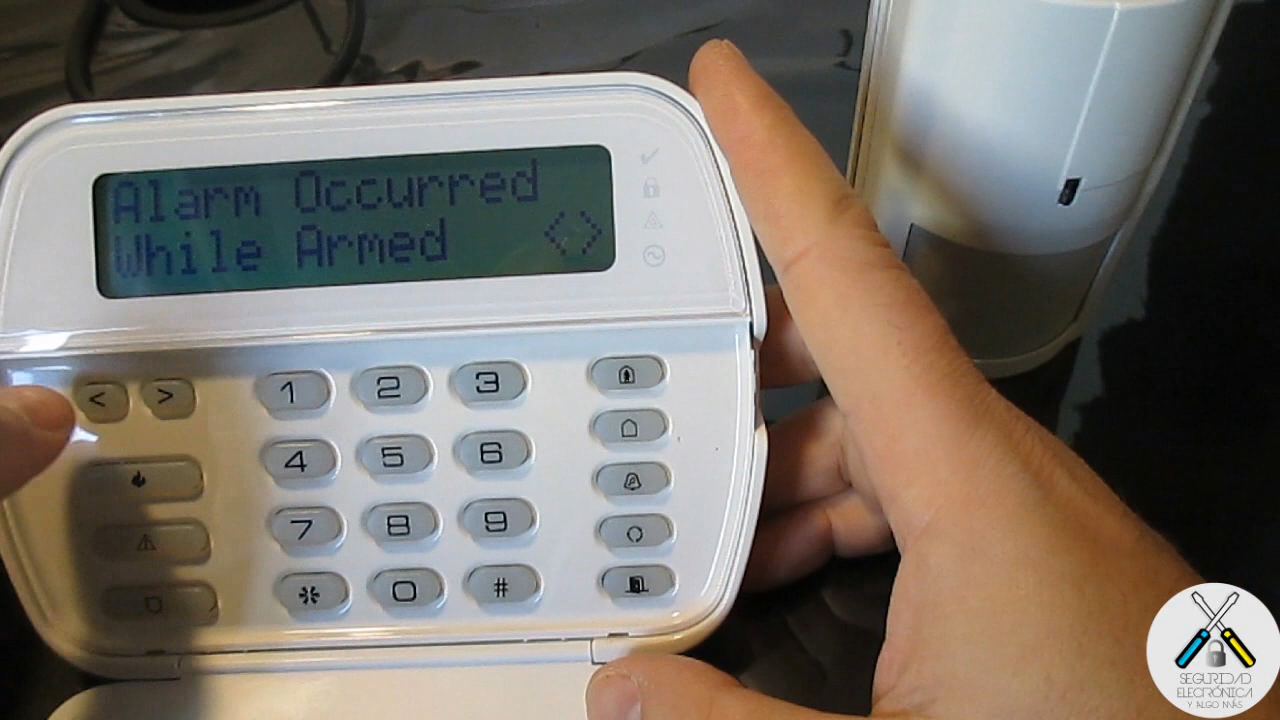 Alarm Occurred
While Armed <>
< > 1 2 3
4 5 6
7 8 9
* 0 #
SEGURIDAD
ELECTRÓNICA
Y ALGO MÁS